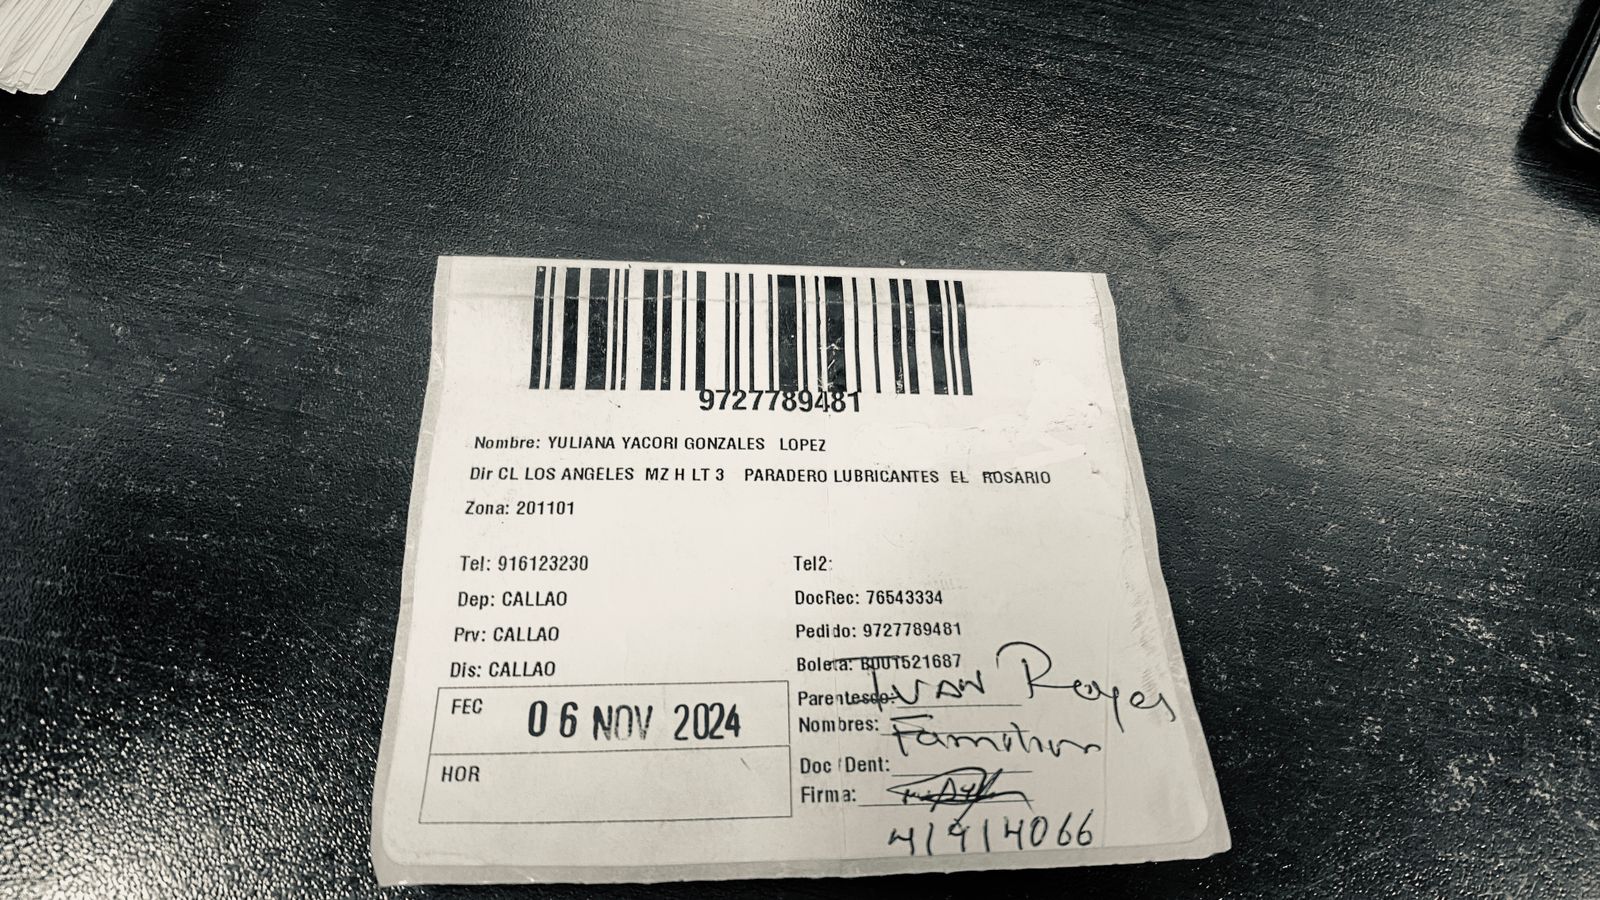 9727789481
Nombre: YULIANA YACORI GONZALES LOPEZ
Dir CL LOS ANGELES MZ H LT 3 PARADERO LUBRICANTES EL ROSARIO
Zona: 201101
Tel: 916123230 Tel2:
Dep: CALLAO DocRec: 76543334
Prv: CALLAO Pedido: 9727789481
Dis: CALLAO Boleta: B001521687
FEC 06 NOV 2024 Parentesco: Ivan Reyes
Nombres:
HOR Doc Ident:
Firma:
41914066